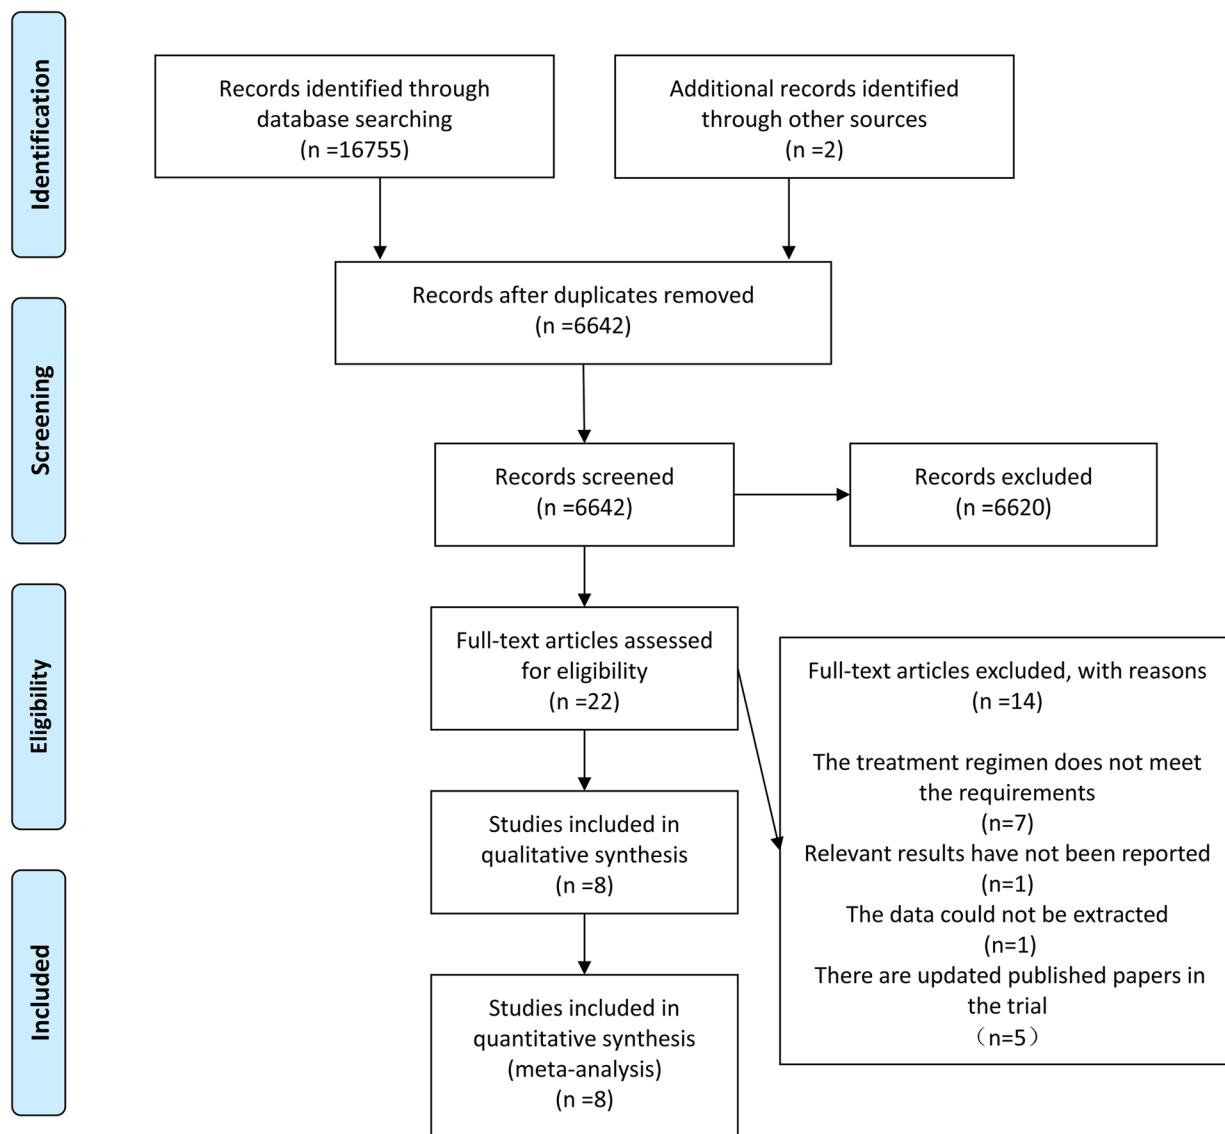 Identification
Records identified through
database searching
(n =16755)
Additional records identified
through other sources
(n =2)
Records after duplicates removed
(n =6642)
Screening
Records screened
(n =6642)
Records excluded
(n =6620)
Eligibility
Full-text articles assessed
for eligibility
(n =22)
Full-text articles excluded, with reasons
(n =14)
The treatment regimen does not meet
the requirements
(n=7)
Relevant results have not been reported
(n=1)
The data could not be extracted
(n=1)
There are updated published papers in
the trial
（n=5）
Studies included in
qualitative synthesis
(n =8)
Included
Studies included in
quantitative synthesis
(meta-analysis)
(n =8)